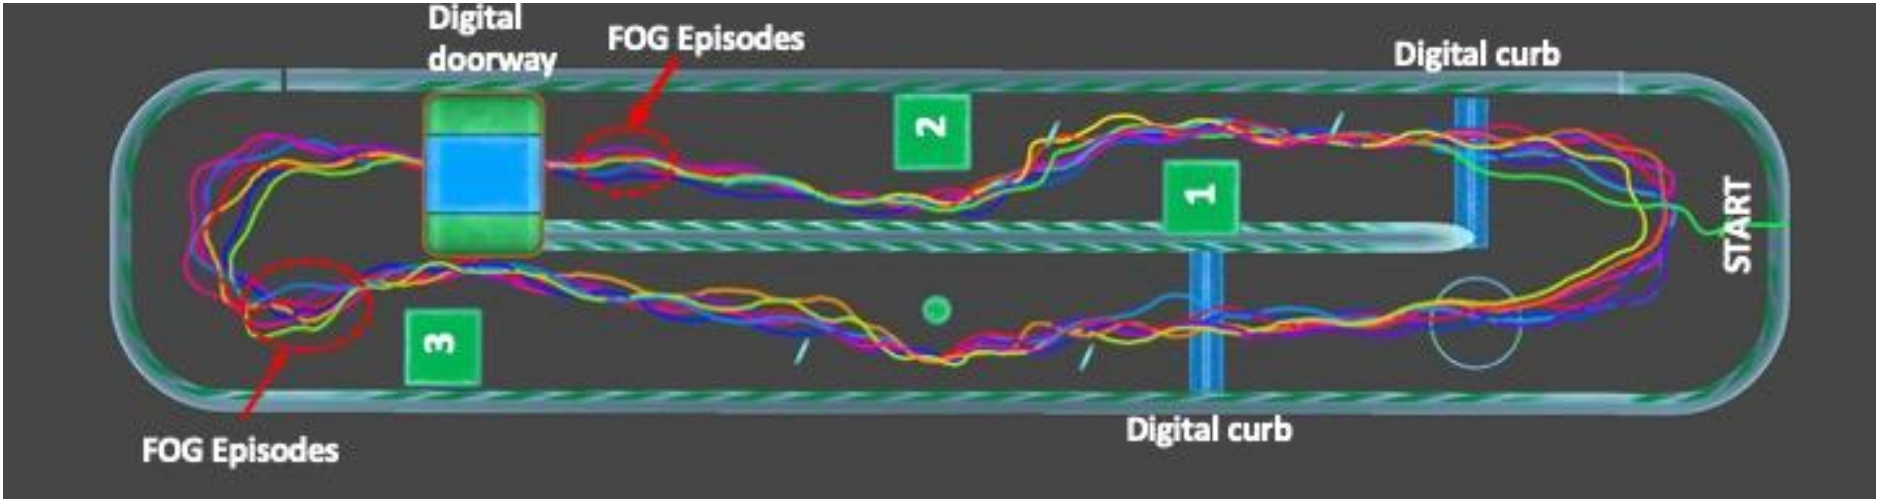 Digital
doorway
FOG Episodes
Digital curb
2
1
START
3
Digital curb
FOG Episodes